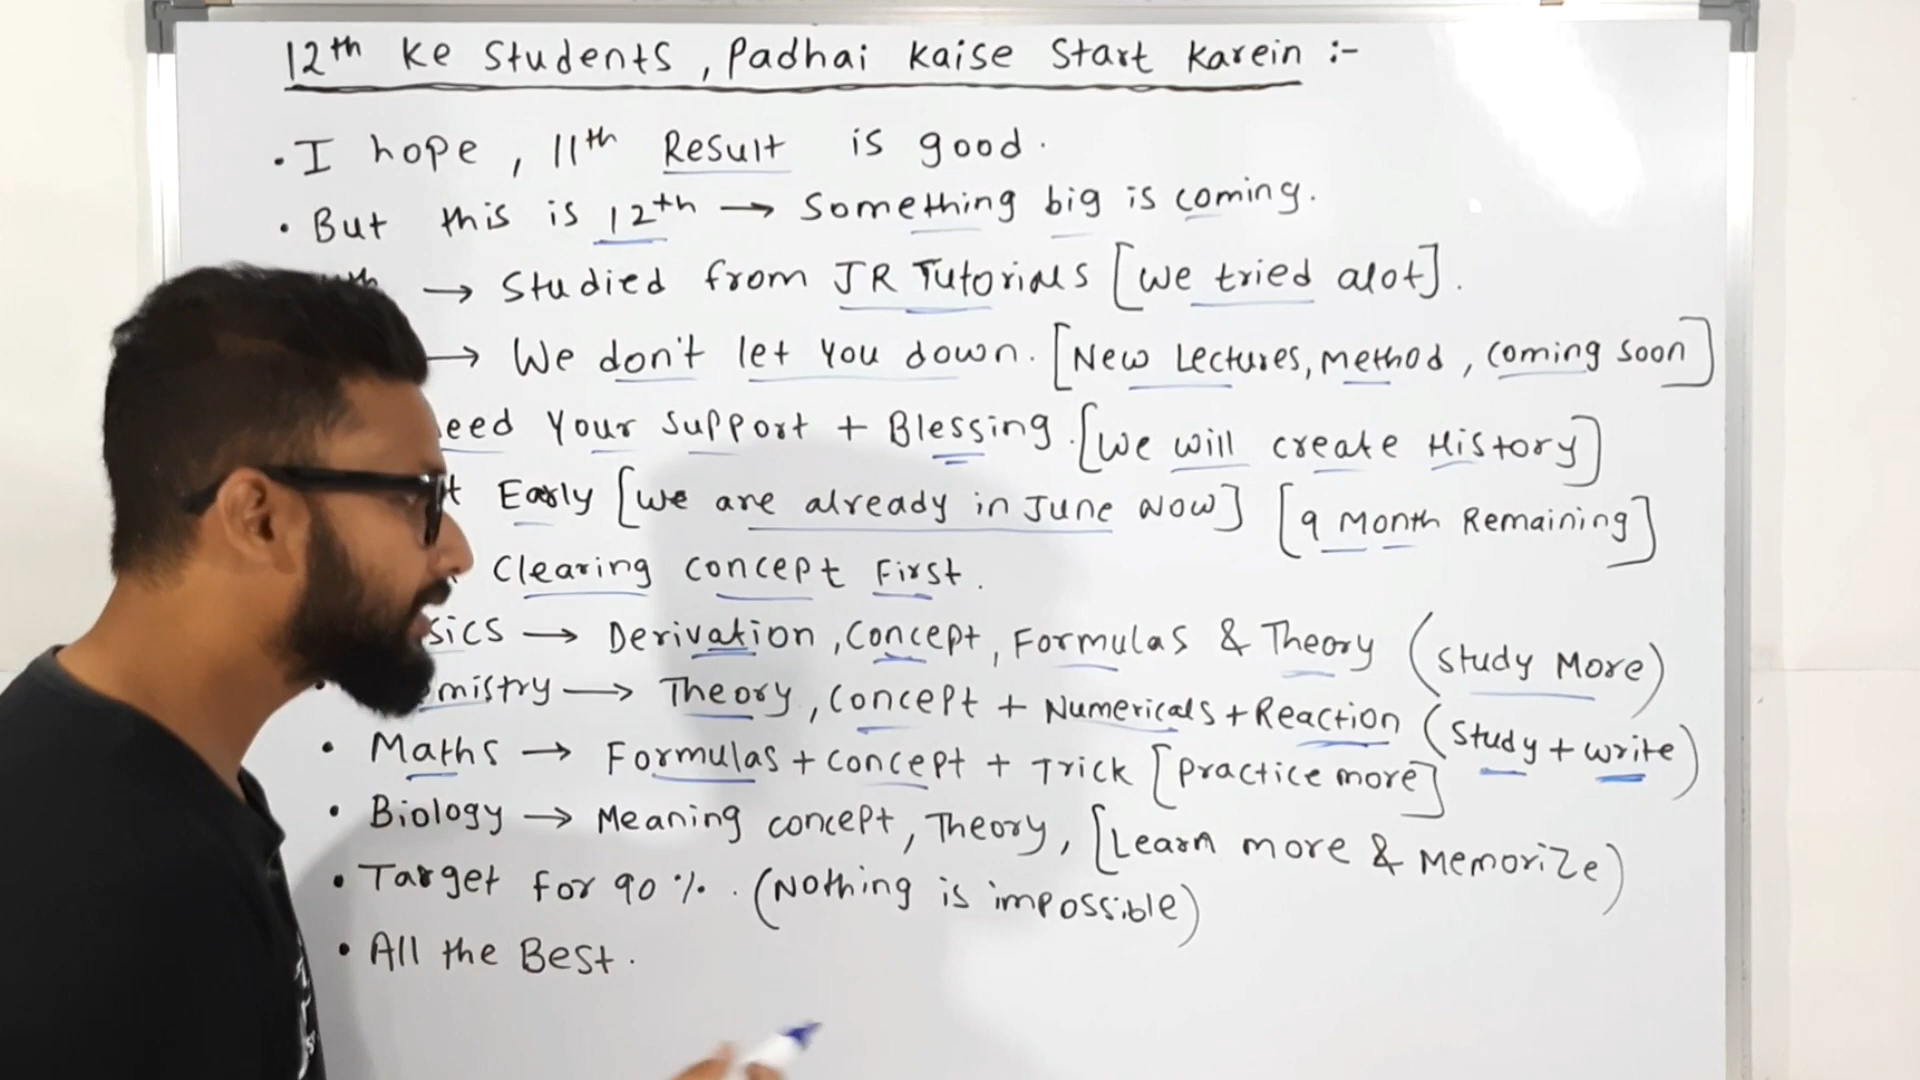 12th Ke Students, Padhai Kaise Start Karein :-
• I hope, 11th Result is good.
• But this is 12th → Something big is coming.
→ Studied from JR Tutorials [we tried alot].
→ We don't let you down. [New Lectures, Method, coming soon]
Your Support + Blessing. [we will create History]
Early [we are already in June Now] [9 Month Remaining]
Clearing concept First.
→ Derivation, Concept, Formulas & Theory (Study More)
→ Theory, Concept + Numericals + Reaction (Study + write)
• Maths → Formulas + concept + Trick [Practice more]
• Biology → Meaning concept, Theory, [Learn more & Memorize)
• Target for 90 %. (Nothing is impossible)
• All the Best.